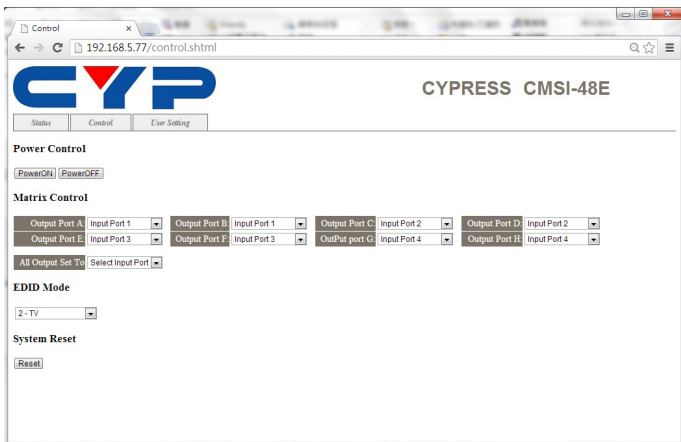 Control
192.168.5.77/control.shtml
CYP
CYPRESS CMSI-48E
Status Control User Setting
Power Control
PowerON PowerOFF
Matrix Control
Output Port A: Input Port 1 Output Port B: Input Port 1 Output Port C: Input Port 2 Output Port D: Input Port 2
Output Port E: Input Port 3 Output Port F: Input Port 3 OutPut port G: Input Port 4 Output Port H: Input Port 4
All Output Set To Select Input Port
EDID Mode
2 - TV
System Reset
Reset